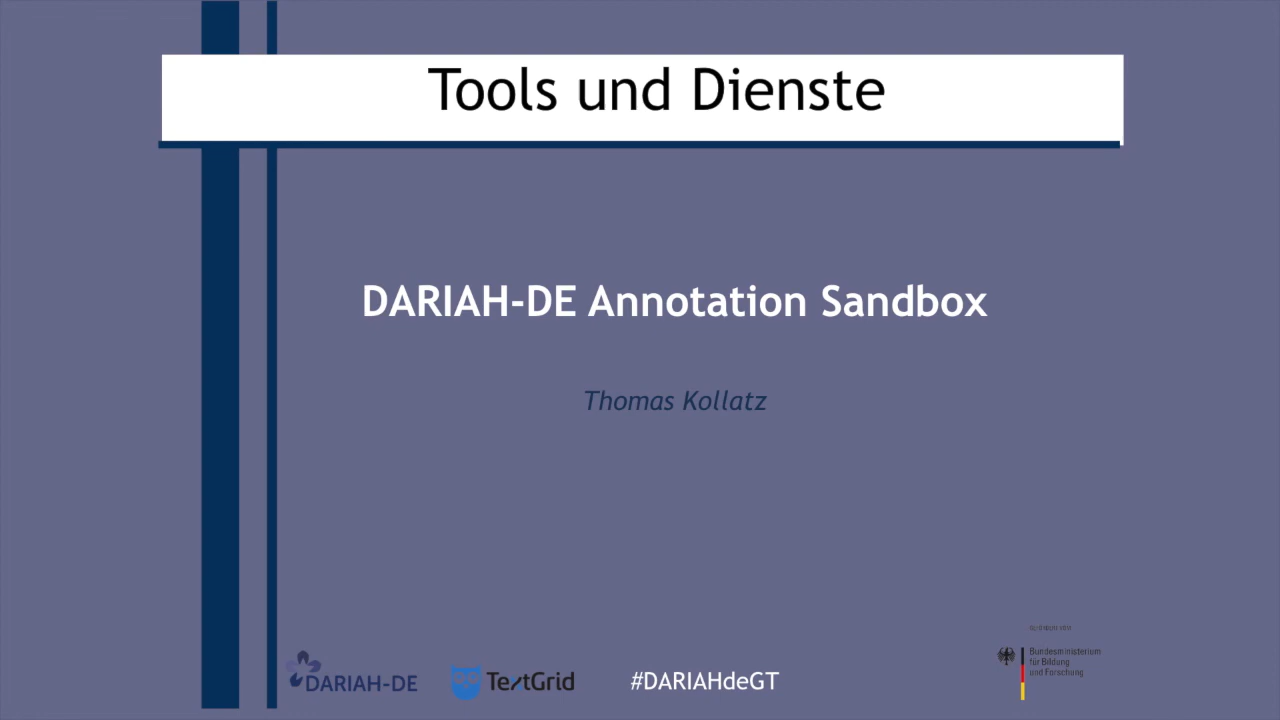 Tools und Dienste
DARIAH-DE Annotation Sandbox
Thomas Kollatz
DARIAH-DE
TextGrid
#DARIAHdeGT
Bundesministerium
für Bildung
und Forschung